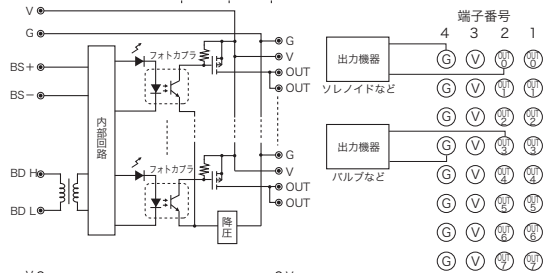 V
G
BS+
BS−
BD H
BD L
内部回路
フォトカプラ
フォトカプラ
降圧
G
V
OUT
OUT
G
V
OUT
OUT
端子番号
4 3 2 1
出力機器
ソレノイドなど
出力機器
バルブなど
G V OUT0 OUT0
G V OUT1 OUT1
G V OUT2 OUT2
G V OUT3 OUT3
G V OUT4 OUT4
G V OUT5 OUT5
G V OUT6 OUT6
G V OUT7 OUT7